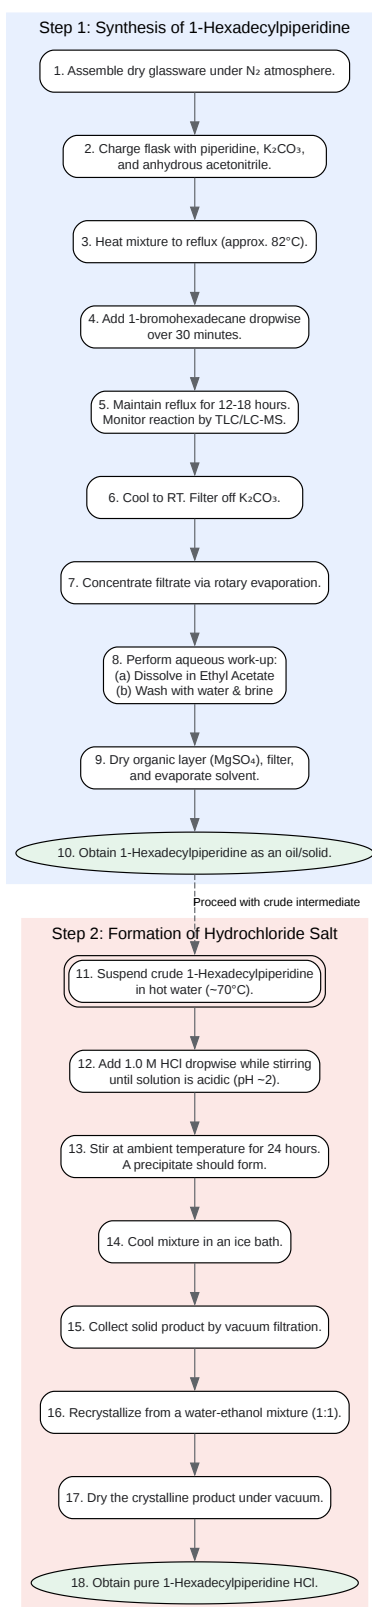 Step 1: Synthesis of 1-Hexadecylpiperidine
1. Assemble dry glassware under N₂ atmosphere.
2. Charge flask with piperidine, K₂CO₃,
and anhydrous acetonitrile.
3. Heat mixture to reflux (approx. 82°C).
4. Add 1-bromohexadecane dropwise
over 30 minutes.
5. Maintain reflux for 12-18 hours.
Monitor reaction by TLC/LC-MS.
6. Cool to RT. Filter off K₂CO₃.
7. Concentrate filtrate via rotary evaporation.
8. Perform aqueous work-up:
(a) Dissolve in Ethyl Acetate
(b) Wash with water & brine
9. Dry organic layer (MgSO₄), filter,
and evaporate solvent.
10. Obtain 1-Hexadecylpiperidine as an oil/solid.
Proceed with crude intermediate
Step 2: Formation of Hydrochloride Salt
11. Suspend crude 1-Hexadecylpiperidine
in hot water (~70°C).
12. Add 1.0 M HCl dropwise while stirring
until solution is acidic (pH ~2).
13. Stir at ambient temperature for 24 hours.
A precipitate should form.
14. Cool mixture in an ice bath.
15. Collect solid product by vacuum filtration.
16. Recrystallize from a water-ethanol mixture (1:1).
17. Dry the crystalline product under vacuum.
18. Obtain pure 1-Hexadecylpiperidine HCl.